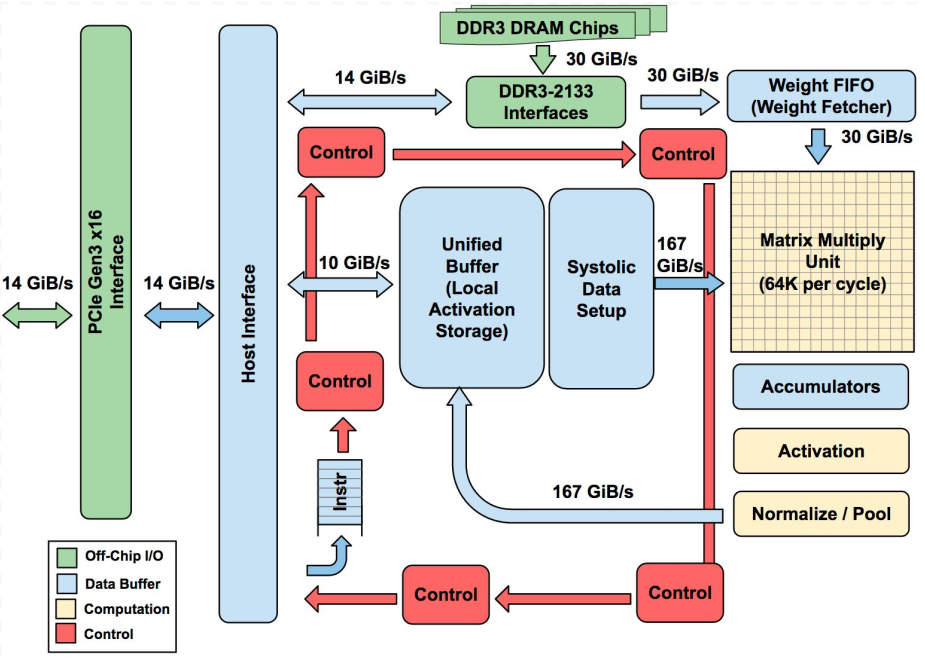 DDR3 DRAM Chips
30 GiB/s
14 GiB/s
DDR3-2133
Interfaces
30 GiB/s
Weight FIFO
(Weight Fetcher)
30 GiB/s
Control
Control
PCIe Gen3 x16
Interface
14 GiB/s
14 GiB/s
Host Interface
10 GiB/s
Unified
Buffer
(Local
Activation
Storage)
Systolic
Data
Setup
167
GiB/s
Matrix Multiply
Unit
(64K per cycle)
Control
Accumulators
Activation
Instr
167 GiB/s
Normalize / Pool
Control
Control
Off-Chip I/O
Data Buffer
Computation
Control